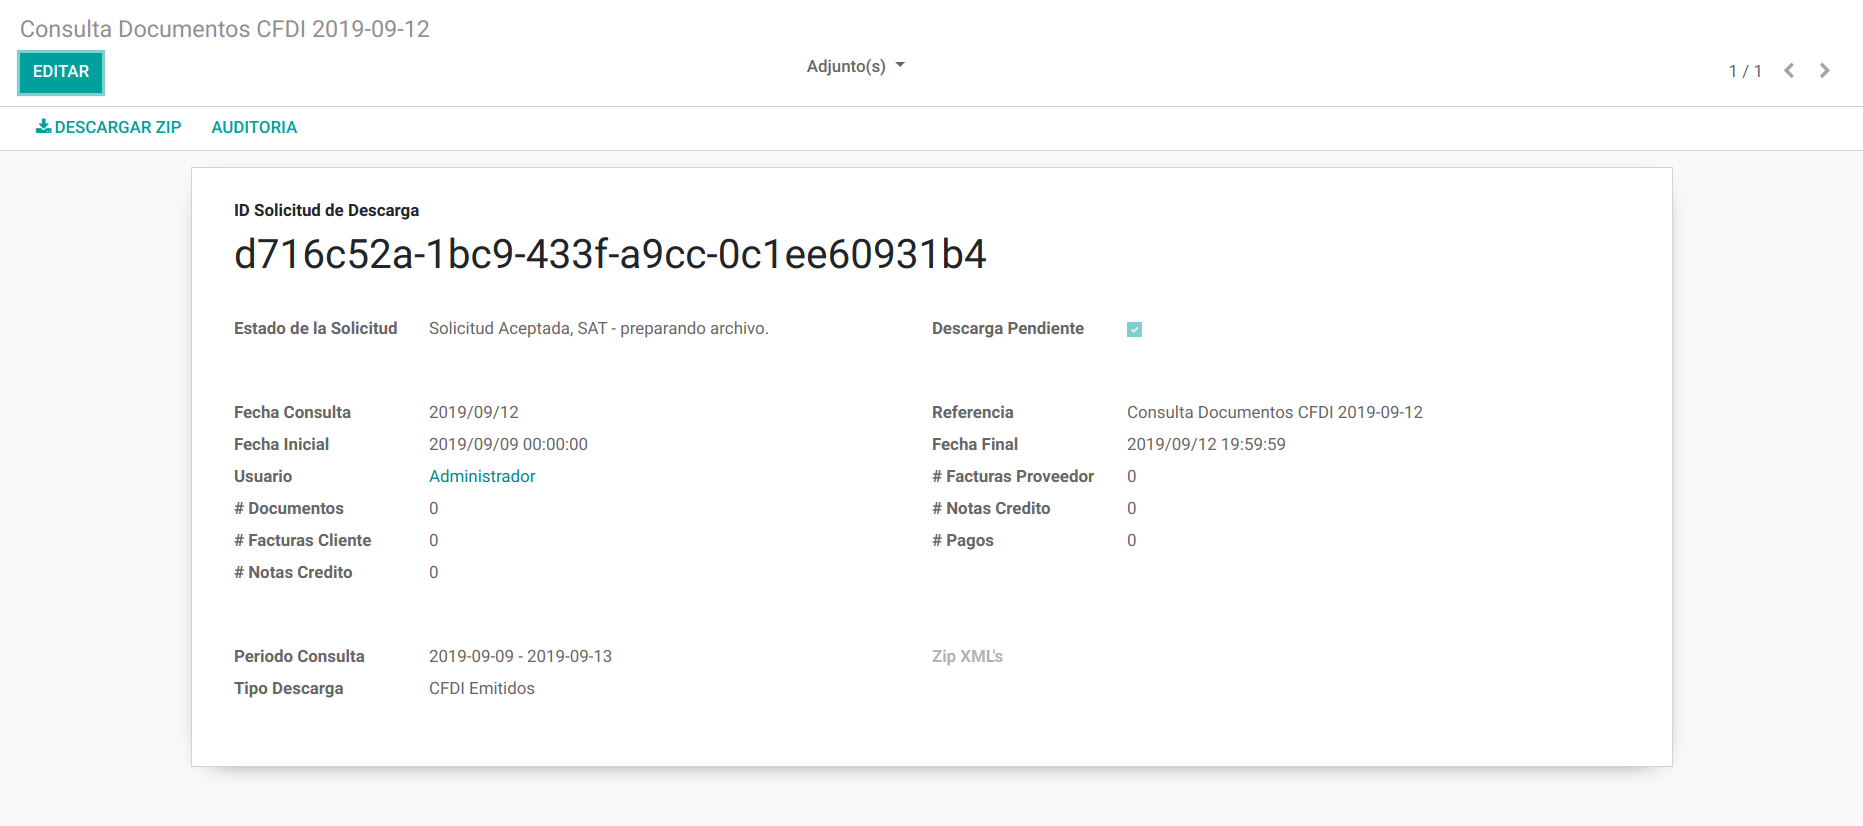 Consulta Documentos CFDI 2019-09-12
EDITAR
Adjunto(s)
1 / 1
DESCARGAR ZIP AUDITORIA
ID Solicitud de Descarga
d716c52a-1bc9-433f-a9cc-0c1ee60931b4
Estado de la Solicitud Solicitud Aceptada, SAT - preparando archivo. Descarga Pendiente
Fecha Consulta 2019/09/12 Referencia Consulta Documentos CFDI 2019-09-12
Fecha Inicial 2019/09/09 00:00:00 Fecha Final 2019/09/12 19:59:59
Usuario Administrador # Facturas Proveedor 0
# Documentos 0 # Notas Credito 0
# Facturas Cliente 0 # Pagos 0
# Notas Credito 0
Periodo Consulta 2019-09-09 - 2019-09-13 Zip XML's
Tipo Descarga CFDI Emitidos